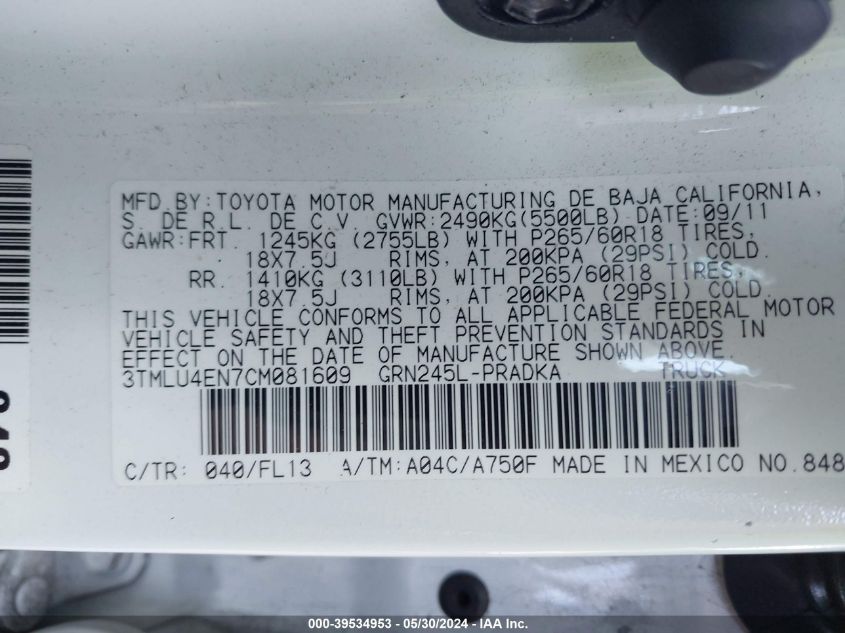 MFD BY:TOYOTA MOTOR MANUFACTURING DE BAJA CALIFORNIA,
S. DE R.L. DE C.V. GVWR:2490KG(5500LB) DATE:09/11
GAWR:FRT. 1245KG (2755LB) WITH P265/60R18 TIRES,
18X7.5J RIMS, AT 200KPA (29PSI) COLD.
RR. 1410KG (3110LB) WITH P265/60R18 TIRES,
18X7.5J RIMS, AT 200KPA (29PSI) COLD.
THIS VEHICLE CONFORMS TO ALL APPLICABLE FEDERAL MOTOR
VEHICLE SAFETY AND THEFT PREVENTION STANDARDS IN
EFFECT ON THE DATE OF MANUFACTURE SHOWN ABOVE.
3TMLU4EN7CM081609 GRN245L-PRADKA TRUCK
C/TR: 040/FL13 A/TM:A04C/A750F MADE IN MEXICO NO.848
000-39534953 - 05/30/2024 - IAA Inc.